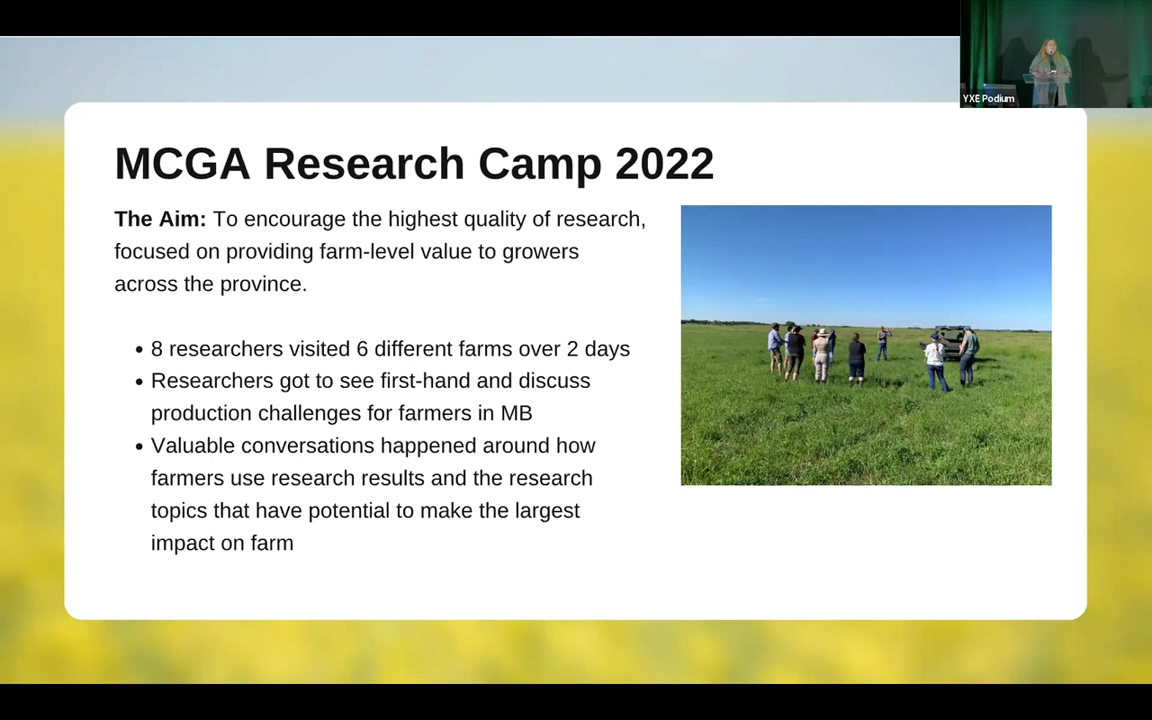 YXE Podium
MCGA Research Camp 2022
The Aim: To encourage the highest quality of research,
focused on providing farm-level value to growers
across the province.
• 8 researchers visited 6 different farms over 2 days
• Researchers got to see first-hand and discuss
production challenges for farmers in MB
• Valuable conversations happened around how
farmers use research results and the research
topics that have potential to make the largest
impact on farm